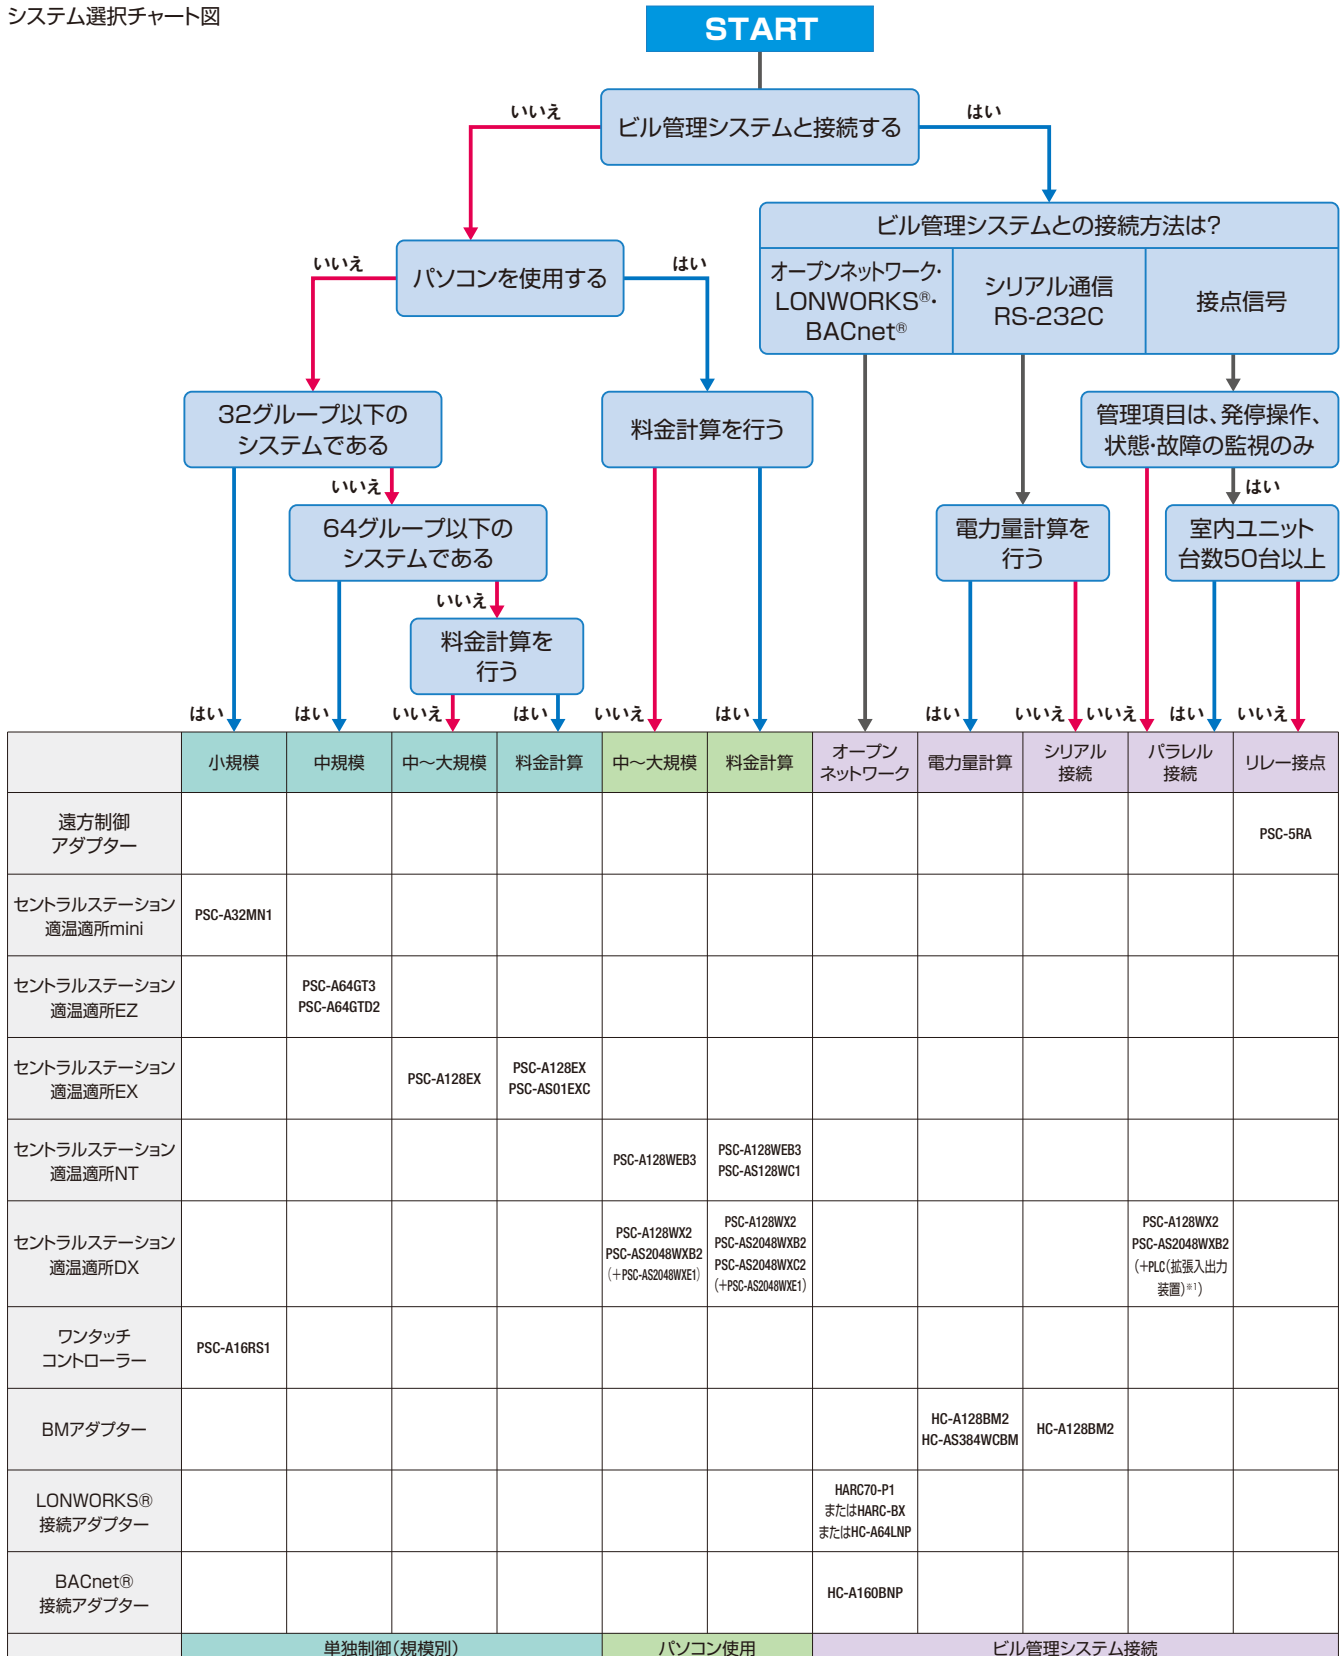 システム選択チャート図
START
いいえ
はい
ビル管理システムと接続する
ビル管理システムとの接続方法は?
いいえ
はい
パソコンを使用する
オープンネットワーク・
LONWORKS®・
BACnet®
シリアル通信
RS-232C
接点信号
32グループ以下の
システムである
料金計算を行う
管理項目は、発停操作、
状態・故障の監視のみ
いいえ
はい
64グループ以下の
システムである
電力量計算を
行う
室内ユニット
台数50台以上
いいえ
料金計算を
行う
はい
はい
いいえ
はい
いいえ
はい
はい
いいえ
いいえ
はい
いいえ
小規模
中規模
中〜大規模
料金計算
中〜大規模
料金計算
オープン
ネットワーク
電力量計算
シリアル
接続
パラレル
接続
リレー接点
遠方制御
アダプター
PSC-5RA
セントラルステーション
適温適所mini
PSC-A32MN1
セントラルステーション
適温適所EZ
PSC-A64GT3
PSC-A64GTD2
セントラルステーション
適温適所EX
PSC-A128EX
PSC-A128EX
PSC-AS01EXC
セントラルステーション
適温適所NT
PSC-A128WEB3
PSC-A128WEB3
PSC-AS128WC1
セントラルステーション
適温適所DX
PSC-A128WX2
PSC-AS2048WXB2
(+PSC-AS2048WXE1)
PSC-A128WX2
PSC-AS2048WXB2
PSC-AS2048WXC2
(+PSC-AS2048WXE1)
PSC-A128WX2
PSC-AS2048WXB2
(+PLC(拡張入出力
装置)※1)
ワンタッチ
コントローラー
PSC-A16RS1
BMアダプター
HC-A128BM2
HC-AS384WCBM
HC-A128BM2
LONWORKS®
接続アダプター
HARC70-P1
またはHARC-BX
またはHC-A64LNP
BACnet®
接続アダプター
HC-A160BNP
単独制御(規模別)
パソコン使用
ビル管理システム接続